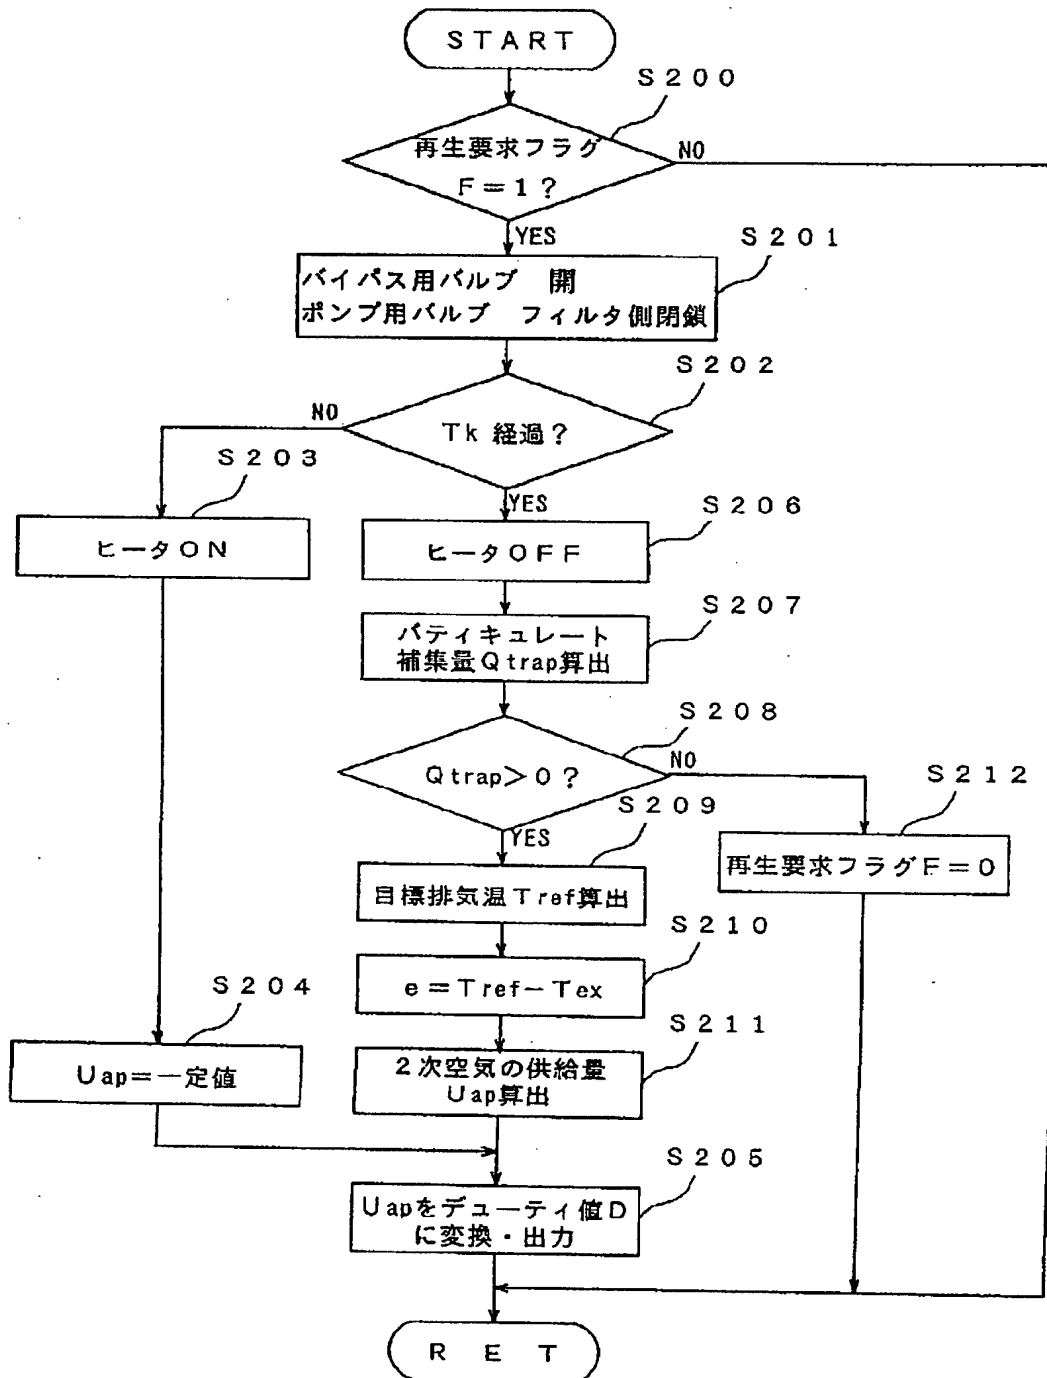 START
S200
再生要求フラグ
F=1?
NO
YES
S201
バイパス用バルブ 開
ポンプ用バルブ フィルタ側閉鎖
S202
Tk 経過?
NO
YES
S203
ヒータON
S206
ヒータOFF
S207
パティキュレート
補集量Qtrap算出
S208
Qtrap>0?
NO
YES
S212
再生要求フラグF=0
S209
目標排気温Tref算出
S210
e=Tref-Tex
S204
Uap=一定値
S211
2次空気の供給量
Uap算出
S205
Uapをデューティ値D
に変換・出力
RET